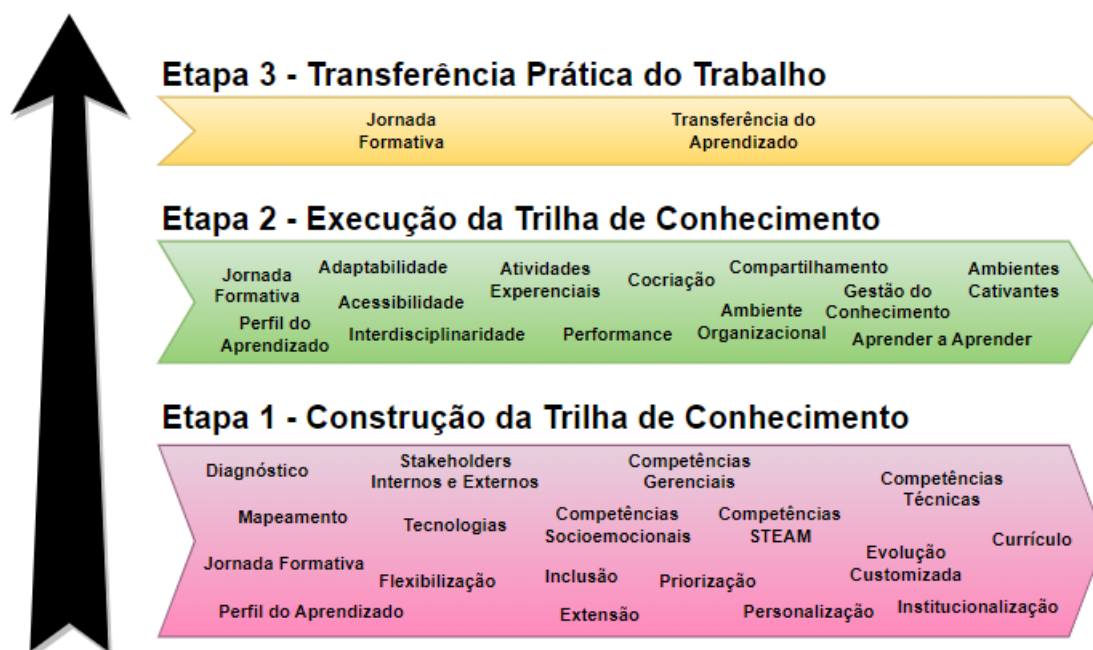 Etapa 3 - Transferência Prática do Trabalho
Jornada
Formativa
Transferência do
Aprendizado
Etapa 2 - Execução da Trilha de Conhecimento
Jornada
Formativa
Adaptabilidade
Atividades
Experenciais
Cocriação
Compartilhamento
Ambientes
Cativantes
Acessibilidade
Gestão do
Conhecimento
Perfil do
Aprendizado
Interdisciplinaridade
Performance
Ambiente
Organizacional
Aprender a Aprender
Etapa 1 - Construção da Trilha de Conhecimento
Diagnóstico
Stakeholders
Internos e Externos
Competências
Gerenciais
Competências
Técnicas
Mapeamento
Tecnologias
Competências
Socioemocionais
Competências
STEAM
Currículo
Jornada Formativa
Flexibilização
Inclusão
Priorização
Evolução
Customizada
Perfil do Aprendizado
Extensão
Personalização
Institucionalização